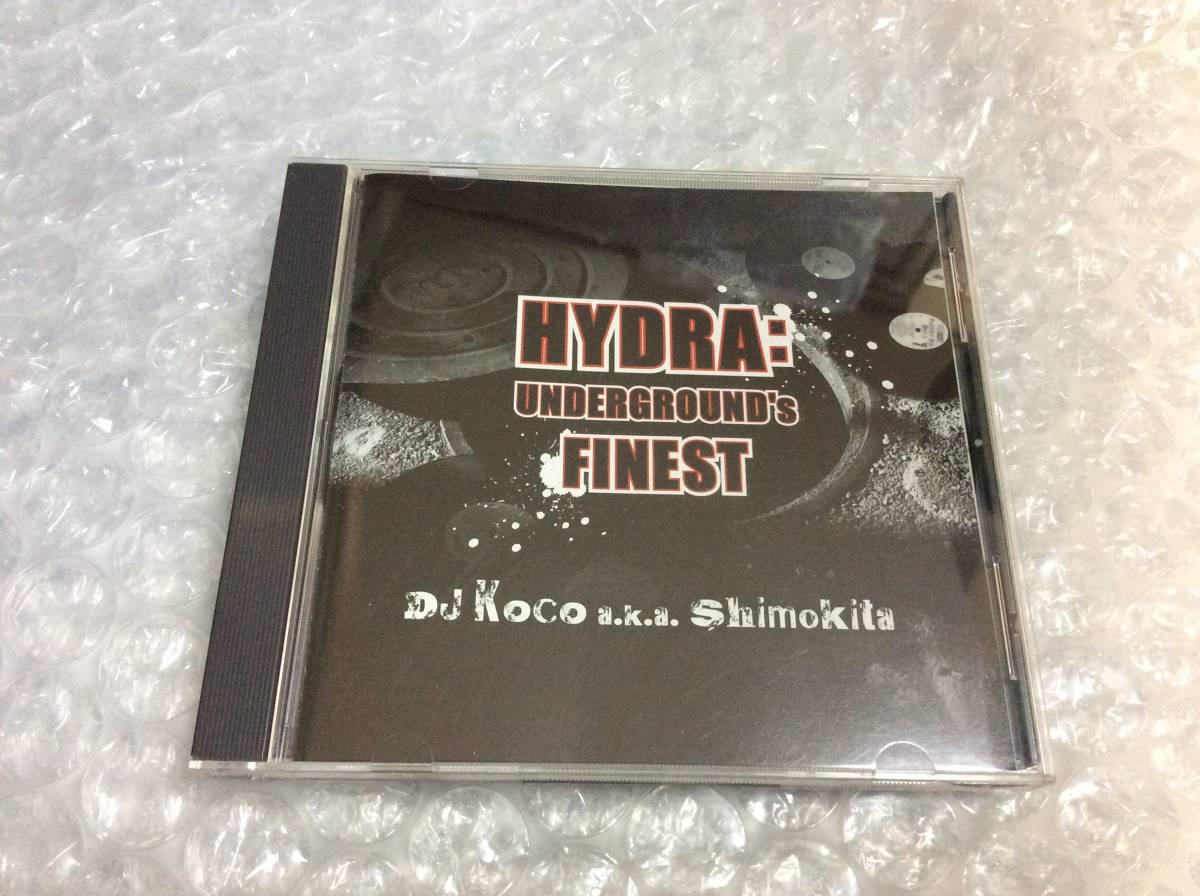 HYDRA:
UNDERGROUND's
FINEST
DJ Koco a.k.a. Shimokita